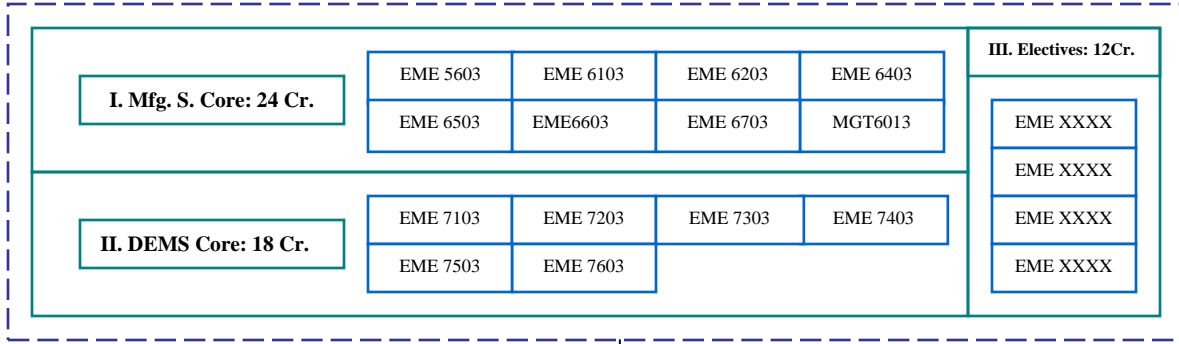 I. Mfg. S. Core: 24 Cr.
EME 5603 EME 6103 EME 6203 EME 6403
EME 6503 EME6603 EME 6703 MGT6013
II. DEMS Core: 18 Cr.
EME 7103 EME 7203 EME 7303 EME 7403
EME 7503 EME 7603
III. Electives: 12Cr.
EME XXXX
EME XXXX
EME XXXX
EME XXXX